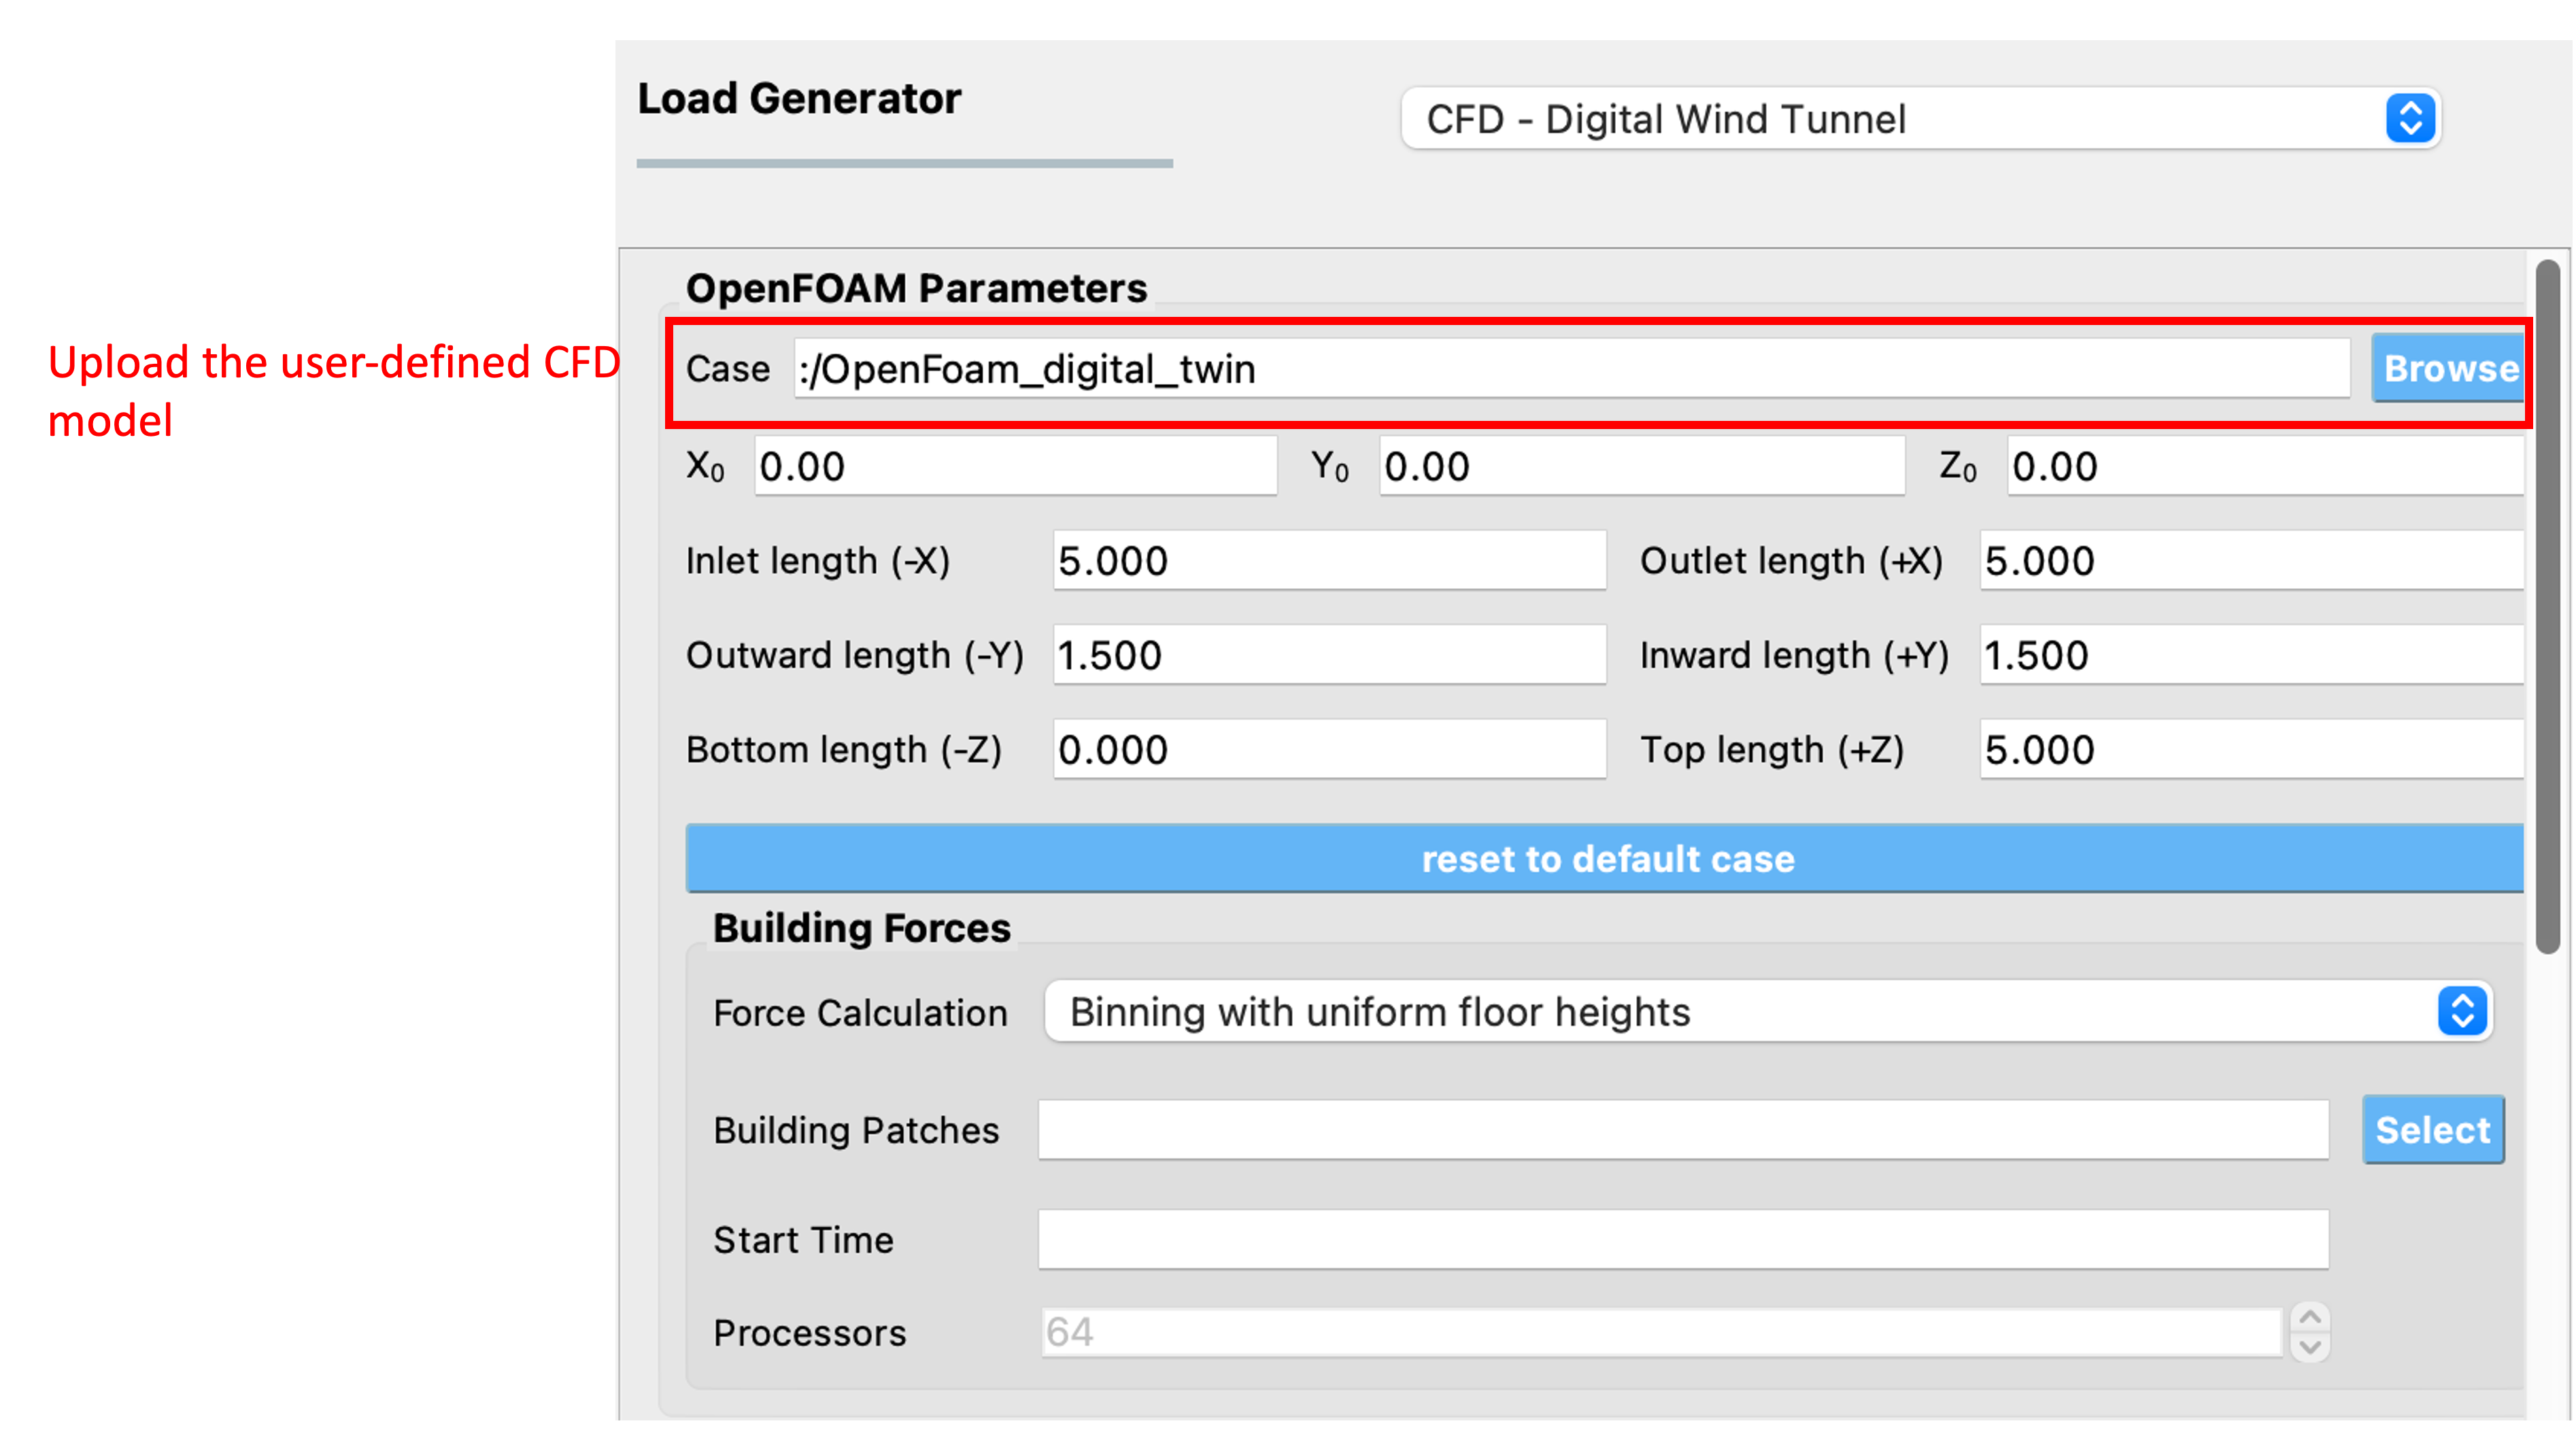 Load Generator
CFD - Digital Wind Tunnel
OpenFOAM Parameters
Upload the user-defined CFD
model
Case :/OpenFoam_digital_twin Browse
X₀ 0.00 Y₀ 0.00 Z₀ 0.00
Inlet length (-X) 5.000 Outlet length (+X) 5.000
Outward length (-Y) 1.500 Inward length (+Y) 1.500
Bottom length (-Z) 0.000 Top length (+Z) 5.000
reset to default case
Building Forces
Force Calculation Binning with uniform floor heights
Building Patches Select
Start Time
Processors 64